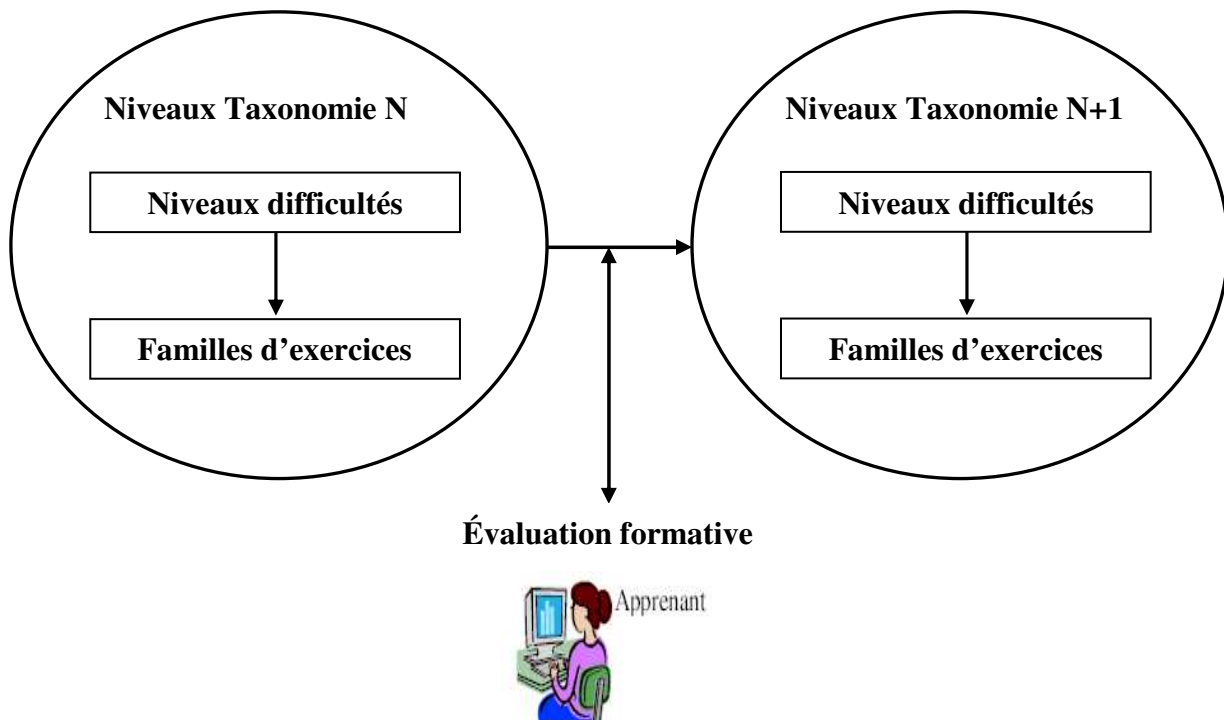 Niveaux Taxonomie N
Niveaux difficultés
Familles d’exercices
Niveaux Taxonomie N+1
Niveaux difficultés
Familles d’exercices
Évaluation formative
Apprenant